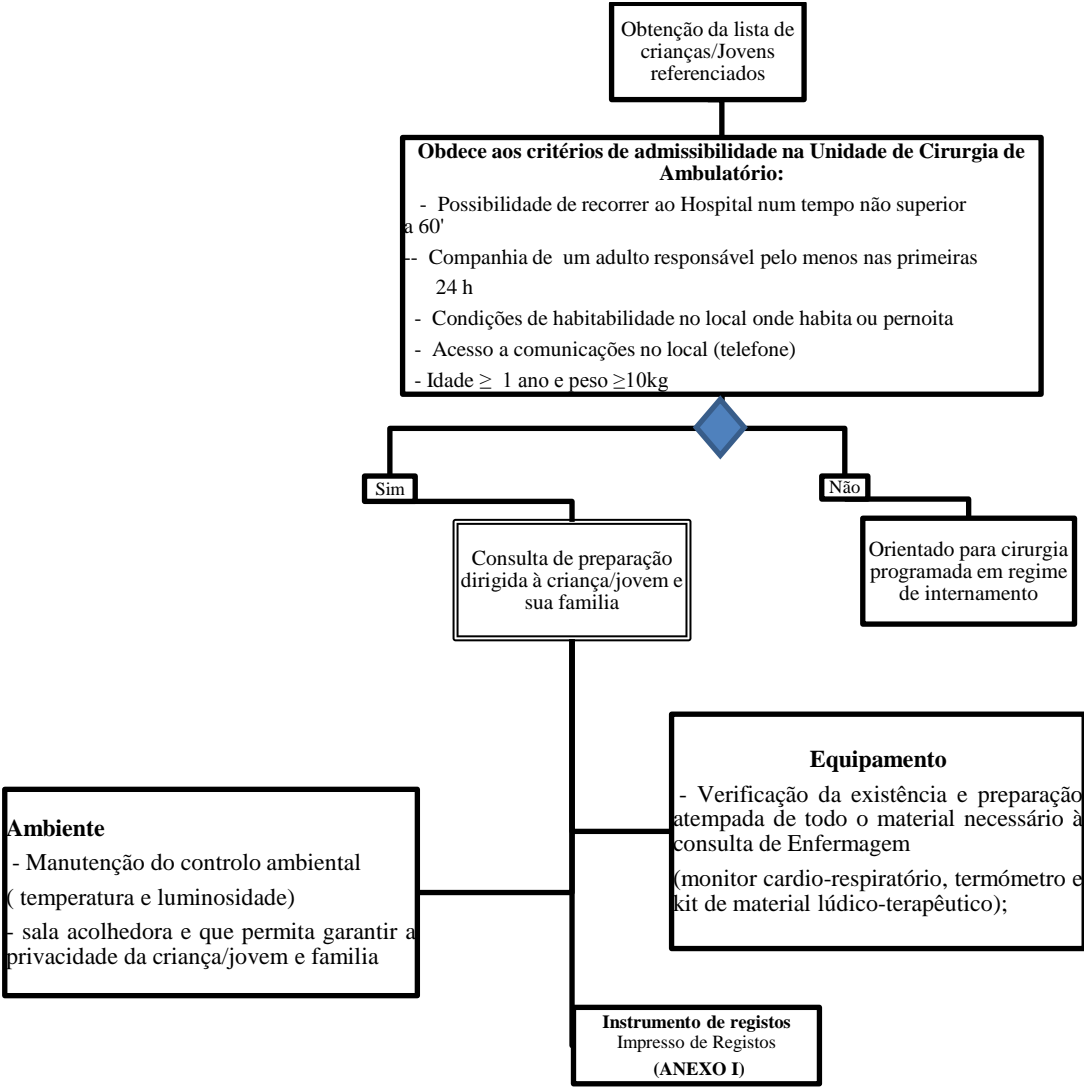 Obtenção da lista de
crianças/Jovens
referenciados
Obdece aos critérios de admissibilidade na Unidade de Cirurgia de
Ambulatório:
- Possibilidade de recorrer ao Hospital num tempo não superior
a 60'
-- Companhia de um adulto responsável pelo menos nas primeiras
24 h
- Condições de habitabilidade no local onde habita ou pernoita
- Acesso a comunicações no local (telefone)
- Idade ≥ 1 ano e peso ≥10kg
Sim
Não
Consulta de preparação
dirigida à criança/jovem e
sua familia
Orientado para cirurgia
programada em regime
de internamento
Equipamento
- Verificação da existência e preparação
atempada de todo o material necessário à
consulta de Enfermagem
(monitor cardio-respiratório, termómetro e
kit de material lúdico-terapêutico);
Ambiente
- Manutenção do controlo ambiental
( temperatura e luminosidade)
- sala acolhedora e que permita garantir a
privacidade da criança/jovem e familia
Instrumento de registos
Impresso de Registos
(ANEXO I)